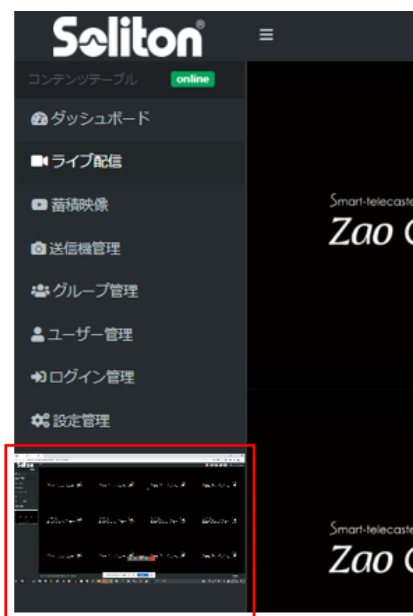 Soliton®
コンテンツテーブル online
ダッシュボード
ライブ配信
蓄積映像
送信機管理
グループ管理
ユーザー管理
ログイン管理
設定管理
Smart-telecaste
Zao
Smart-telecaste
Zao